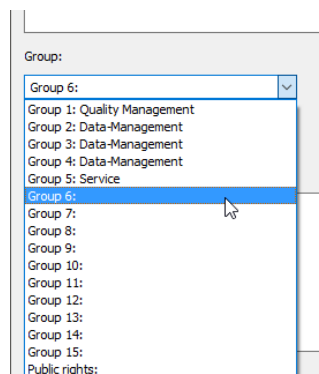 Group:
Group 6:
Group 1: Quality Management
Group 2: Data-Management
Group 3: Data-Management
Group 4: Data-Management
Group 5: Service
Group 6:
Group 7:
Group 8:
Group 9:
Group 10:
Group 11:
Group 12:
Group 13:
Group 14:
Group 15:
Public rights: